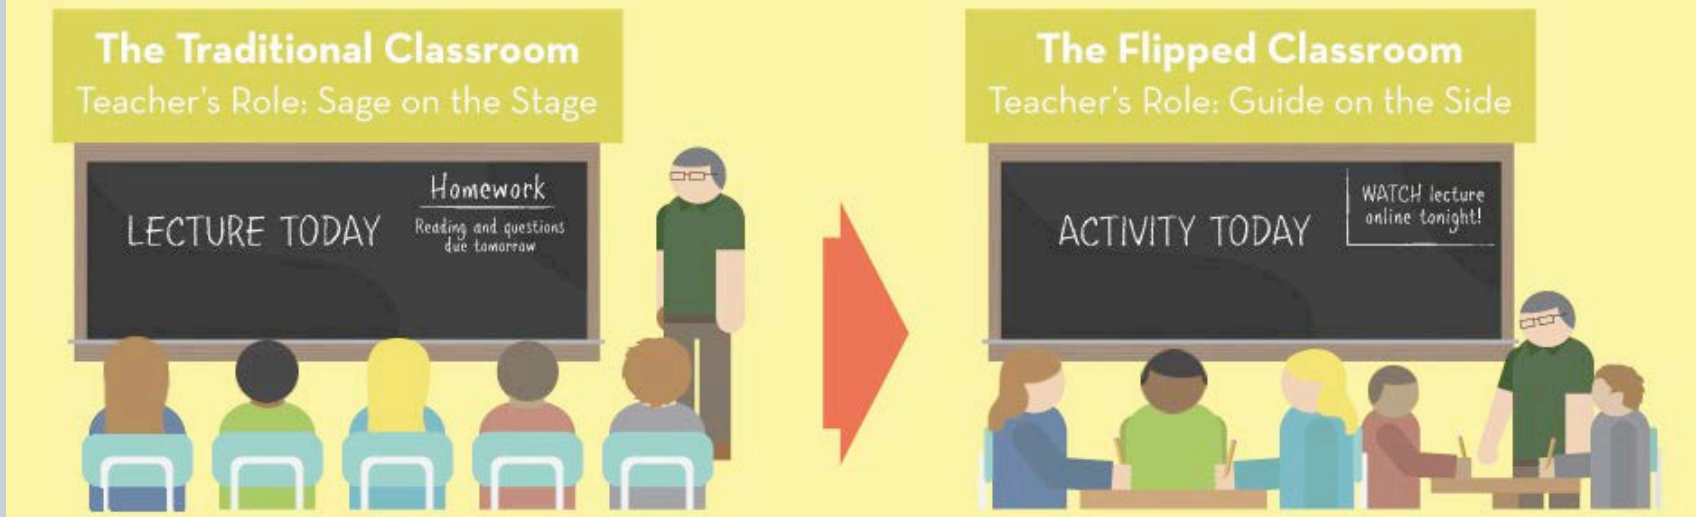 The Traditional Classroom
Teacher's Role: Sage on the Stage
LECTURE TODAY
Homework
Reading and questions
due tomorrow
The Flipped Classroom
Teacher's Role: Guide on the Side
ACTIVITY TODAY
WATCH lecture
online tonight!